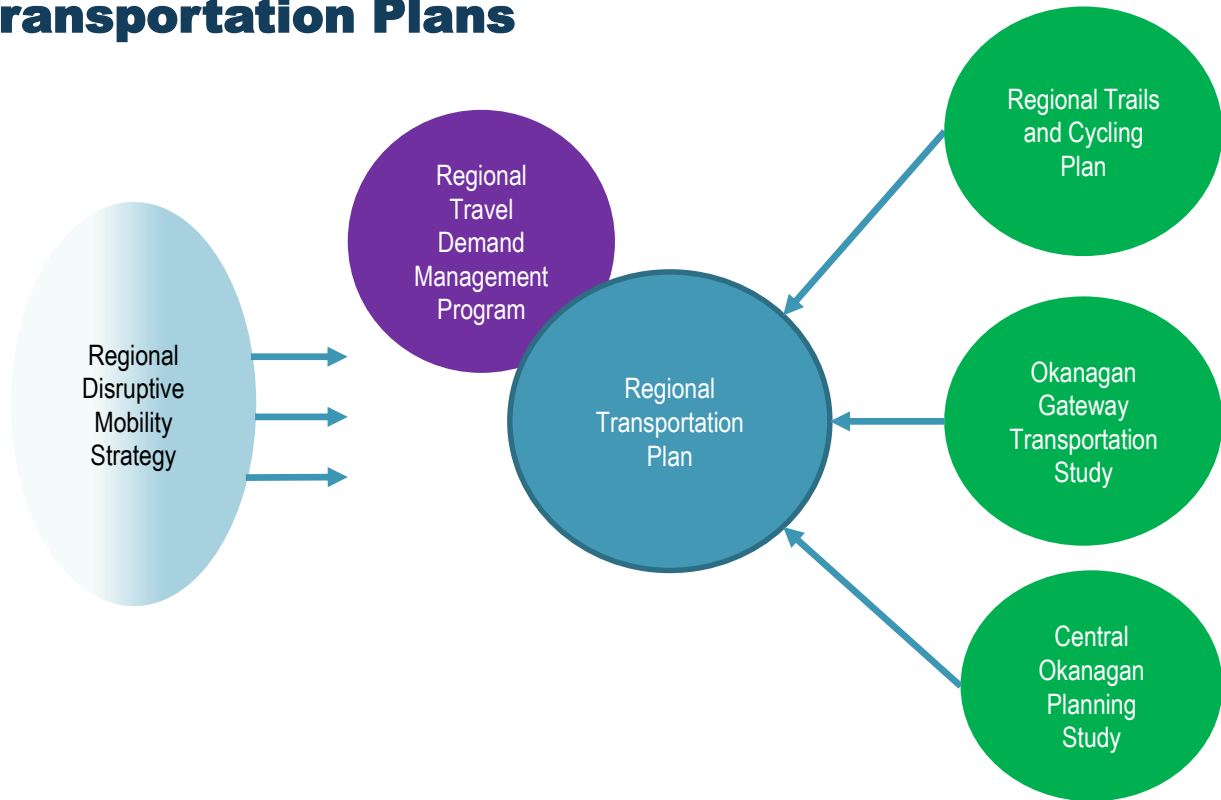 ransportation Plans
Regional Trails
and Cycling
Plan
Regional
Travel
Demand
Management
Program
Regional
Disruptive
Mobility
Strategy
Regional
Transportation
Plan
Okanagan
Gateway
Transportation
Study
Central
Okanagan
Planning
Study